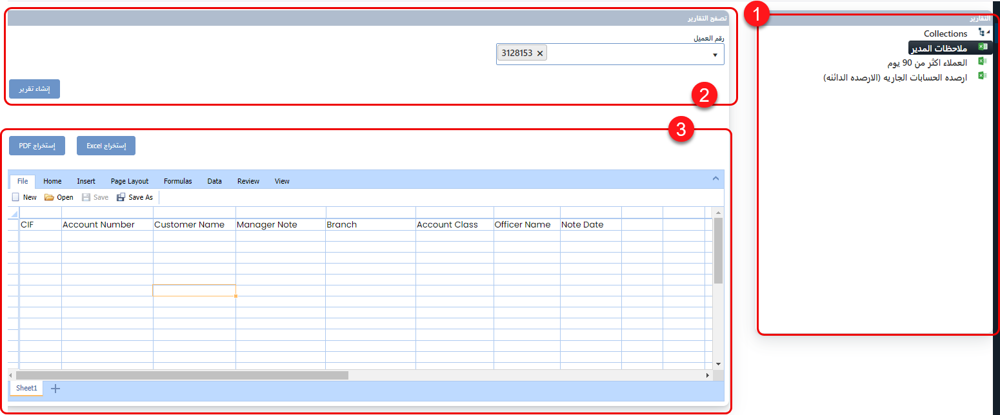 1
التقارير
Collections
ملاحظات المدير
العملاء اكثر من 90 يوم
ارصده الحسابات الجاريه (الارصده الدائنه)
تصفح التقارير
رقم العميل
3128153
إنشاء تقرير
2
3
إستخراج PDF
إستخراج Excel
File Home Insert Page Layout Formulas Data Review View
New Open Save Save As
CIF Account Number Customer Name Manager Note Branch Account Class Officer Name Note Date
Sheet1